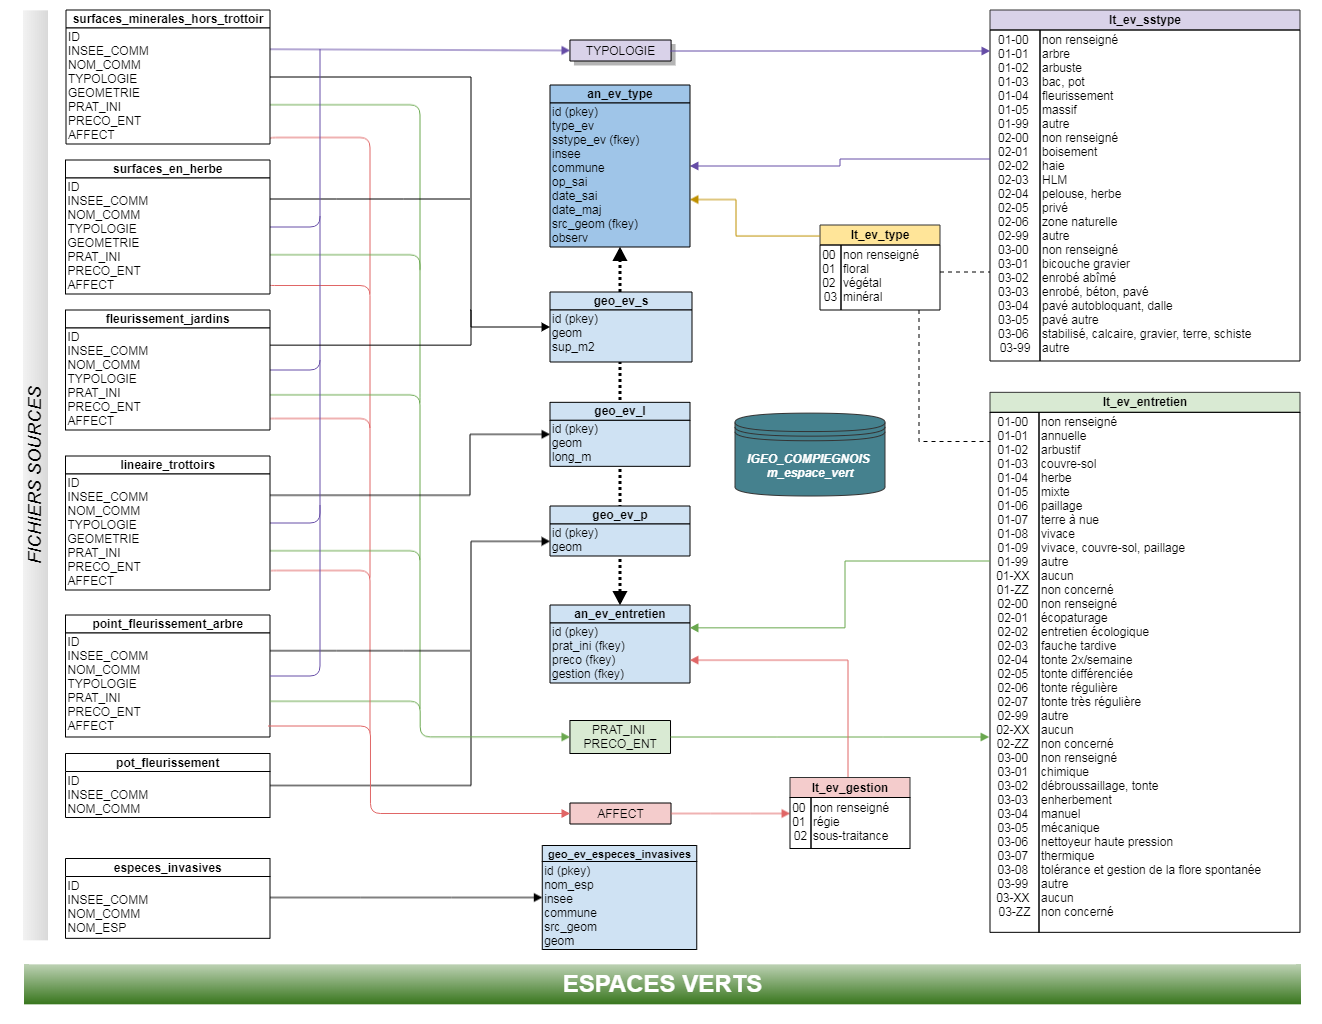 FICHIERS SOURCES
surfaces_minerales_hors_trottoir
ID
INSEE_COMM
NOM_COMM
TYPOLOGIE
GEOMETRIE
PRAT_INI
PRECO_ENT
AFFECT
surfaces_en_herbe
ID
INSEE_COMM
NOM_COMM
TYPOLOGIE
GEOMETRIE
PRAT_INI
PRECO_ENT
AFFECT
fleurissement_jardins
ID
INSEE_COMM
NOM_COMM
TYPOLOGIE
PRAT_INI
PRECO_ENT
AFFECT
lineaire_trottoirs
ID
INSEE_COMM
NOM_COMM
TYPOLOGIE
GEOMETRIE
PRAT_INI
PRECO_ENT
AFFECT
point_fleurissement_arbre
ID
INSEE_COMM
NOM_COMM
TYPOLOGIE
PRAT_INI
PRECO_ENT
AFFECT
pot_fleurissement
ID
INSEE_COMM
NOM_COMM
especes_invasives
ID
INSEE_COMM
NOM_COMM
NOM_ESP
TYPOLOGIE
an_ev_type
id (pkey)
type_ev
sstype_ev (fkey)
insee
commune
op_sai
date_sai
date_maj
src_geom (fkey)
observ
geo_ev_s
id (pkey)
geom
sup_m2
geo_ev_l
id (pkey)
geom
long_m
geo_ev_p
id (pkey)
geom
an_ev_entretien
id (pkey)
prat_ini (fkey)
preco (fkey)
gestion (fkey)
PRAT_INI
PRECO_ENT
AFFECT
geo_ev_especes_invasives
id (pkey)
nom_esp
insee
commune
src_geom
geom
lt_ev_type
00 non renseigné
01 floral
02 végétal
03 minéral
IGEO_COMPIEGNOIS
m_espace_vert
lt_ev_gestion
00 non renseigné
01 régie
02 sous-traitance
lt_ev_sstype
01-00 non renseigné
01-01 arbre
01-02 arbuste
01-03 bac, pot
01-04 fleurissement
01-05 massif
01-99 autre
02-00 non renseigné
02-01 boisement
02-02 haie
02-03 HLM
02-04 pelouse, herbe
02-05 privé
02-06 zone naturelle
02-99 autre
03-00 non renseigné
03-01 bicouche gravier
03-02 enrobé abîmé
03-03 enrobé, béton, pavé
03-04 pavé autobloquant, dalle
03-05 pavé autre
03-06 stabilisé, calcaire, gravier, terre, schiste
03-99 autre
lt_ev_entretien
01-00 non renseigné
01-01 annuelle
01-02 arbustif
01-03 couvre-sol
01-04 herbe
01-05 mixte
01-06 paillage
01-07 terre à nue
01-08 vivace
01-09 vivace, couvre-sol, paillage
01-99 autre
01-XX aucun
01-ZZ non concerné
02-00 non renseigné
02-01 écopaturage
02-02 entretien écologique
02-03 fauche tardive
02-04 tonte 2x/semaine
02-05 tonte différenciée
02-06 tonte régulière
02-07 tonte très régulière
02-99 autre
02-XX aucun
02-ZZ non concerné
03-00 non renseigné
03-01 chimique
03-02 débroussaillage, tonte
03-03 enherbement
03-04 manuel
03-05 mécanique
03-06 nettoyeur haute pression
03-07 thermique
03-08 tolérance et gestion de la flore spontanée
03-99 autre
03-XX aucun
03-ZZ non concerné
ESPACES VERTS